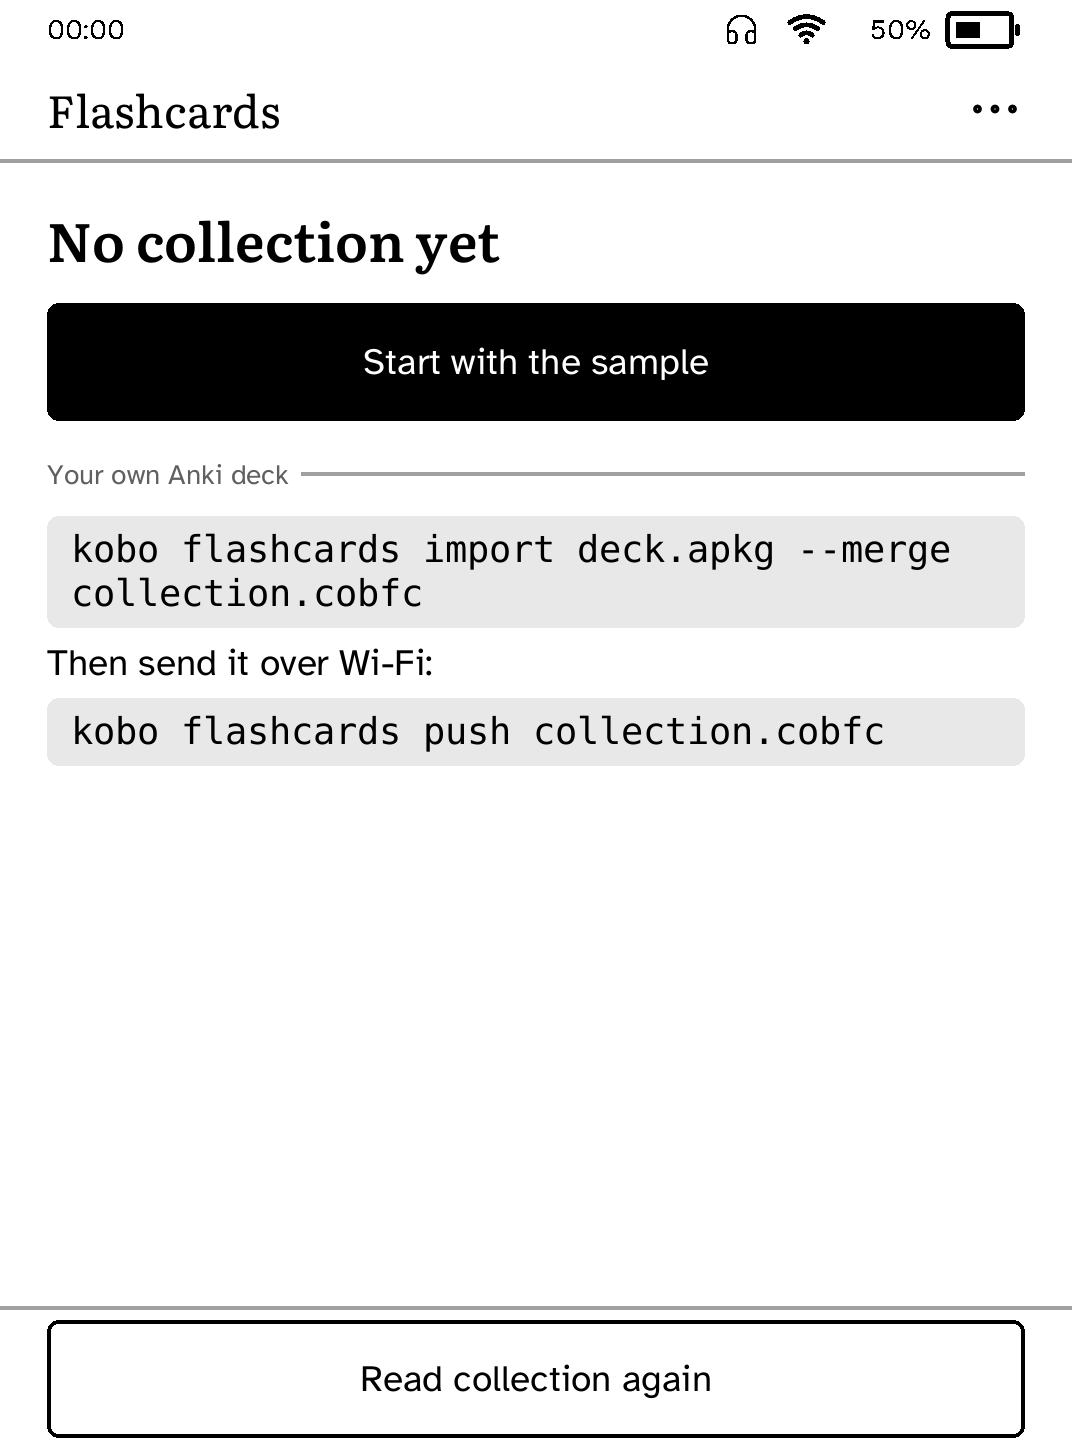 00:00
50%
Flashcards
No collection yet
Start with the sample
Your own Anki deck
kobo flashcards import deck.apkg --merge
collection.cobfc
Then send it over Wi-Fi:
kobo flashcards push collection.cobfc
Read collection again